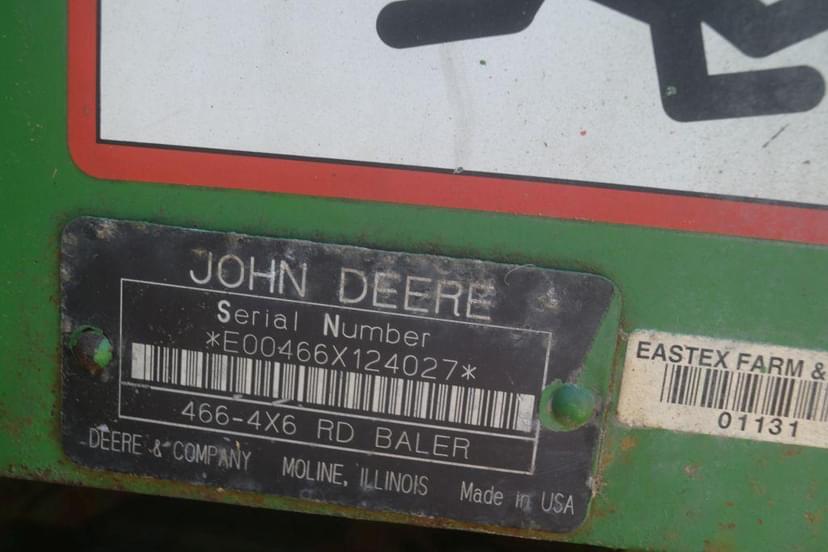 JOHN DEERE
Serial Number
*E00466X124027*
466-4X6 RD BALER
DEERE & COMPANY MOLINE, ILLINOIS Made in USA
EASTEX FARM &
01131